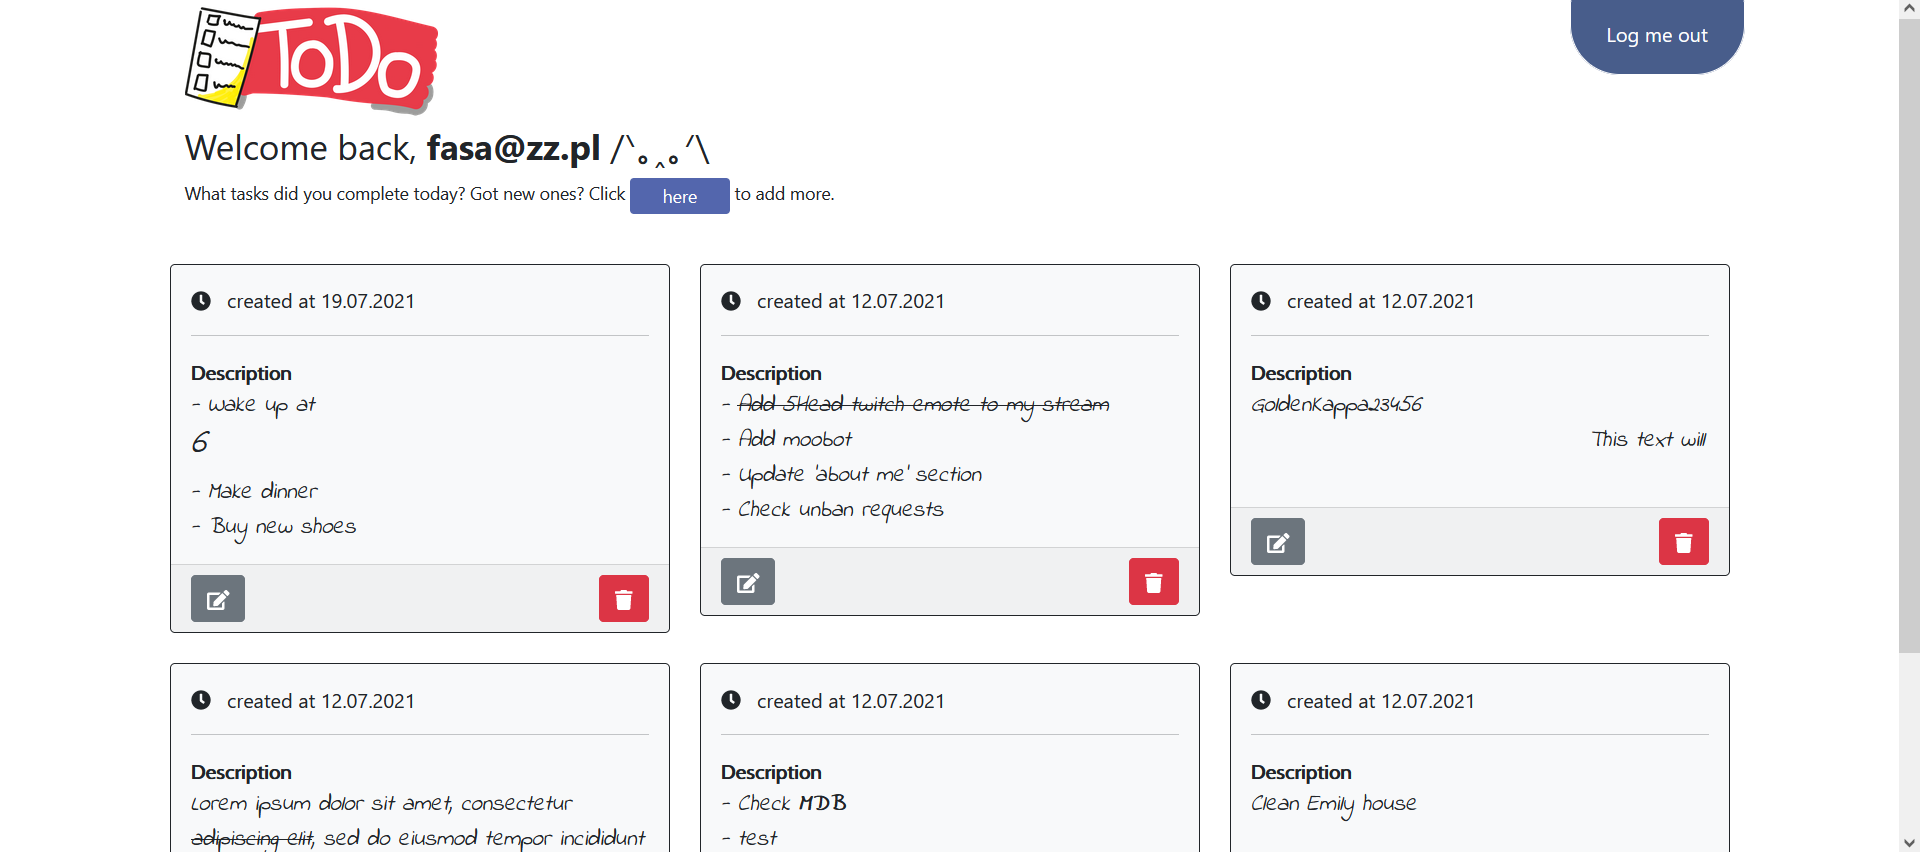 ToDo
Log me out
Welcome back, fasa@zz.pl /ˋ｡‸｡ˊ\
What tasks did you complete today? Got new ones? Click here to add more.
created at 19.07.2021
Description
- Wake up at
6
- Make dinner
- Buy new shoes
created at 12.07.2021
Description
- Add 5Head twitch emote to my stream
- Add moobot
- Update 'about me' section
- Check unban requests
created at 12.07.2021
Description
GoldenKappa23456
This text will
created at 12.07.2021
Description
Lorem ipsum dolor sit amet, consectetur
adipiscing elit, sed do eiusmod tempor incididunt
created at 12.07.2021
Description
- Check MDB
- test
created at 12.07.2021
Description
Clean Emily house